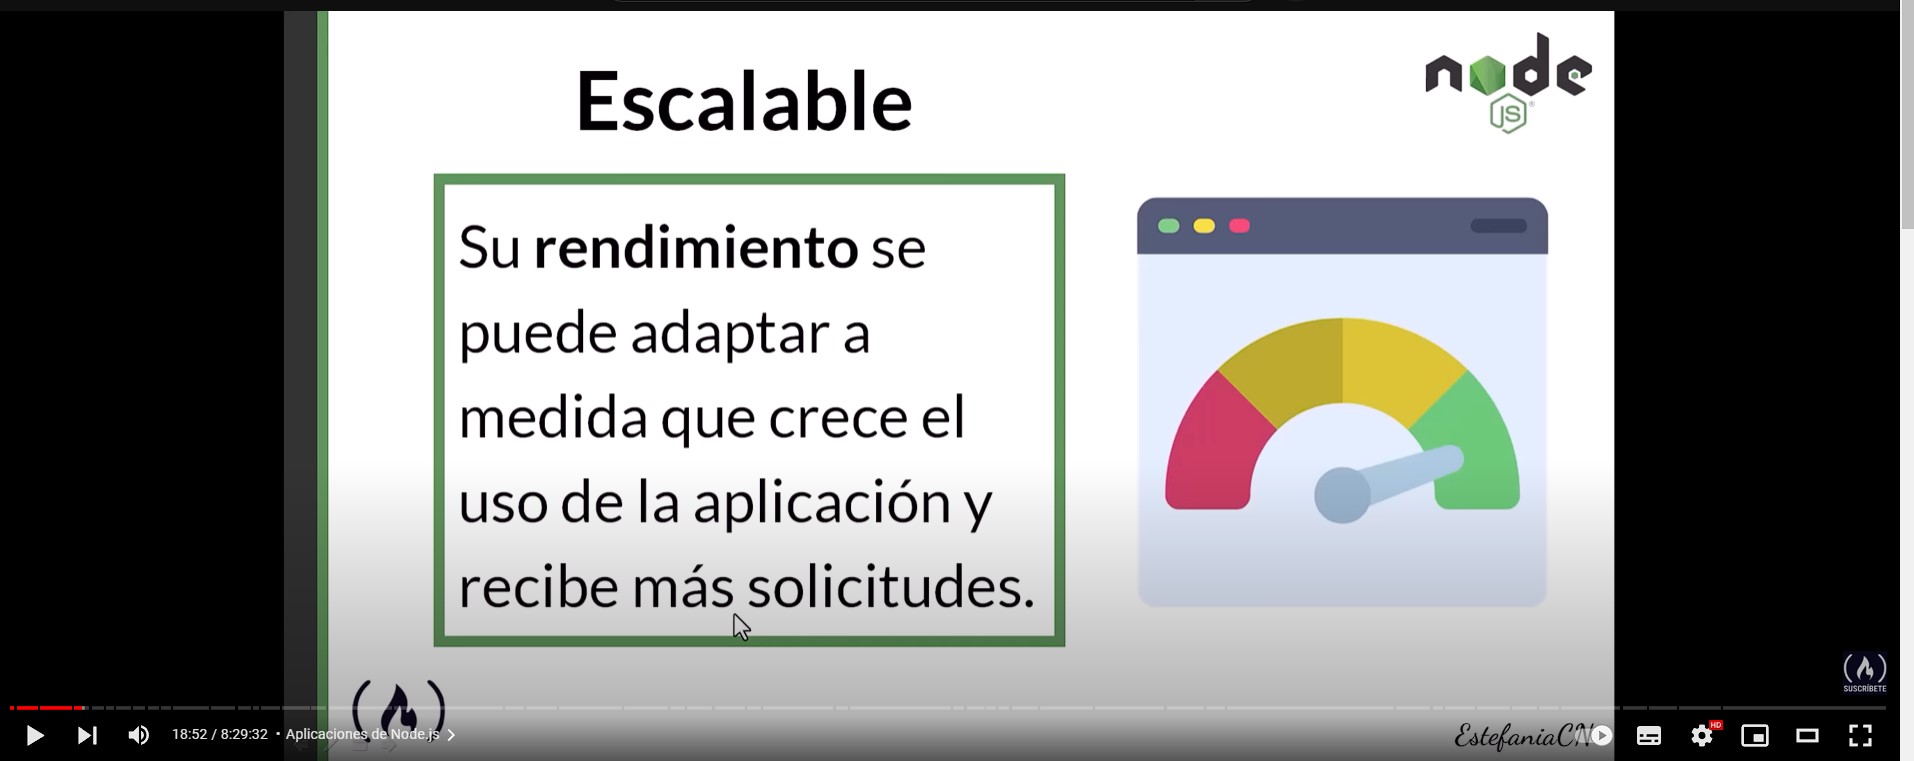 Escalable
node
JS
Su rendimiento se
puede adaptar a
medida que crece el
uso de la aplicación y
recibe más solicitudes.
SUSCRÍBETE
18:52 / 8:29:32 • Aplicaciones de Node.js
EstefaniaCN
HD